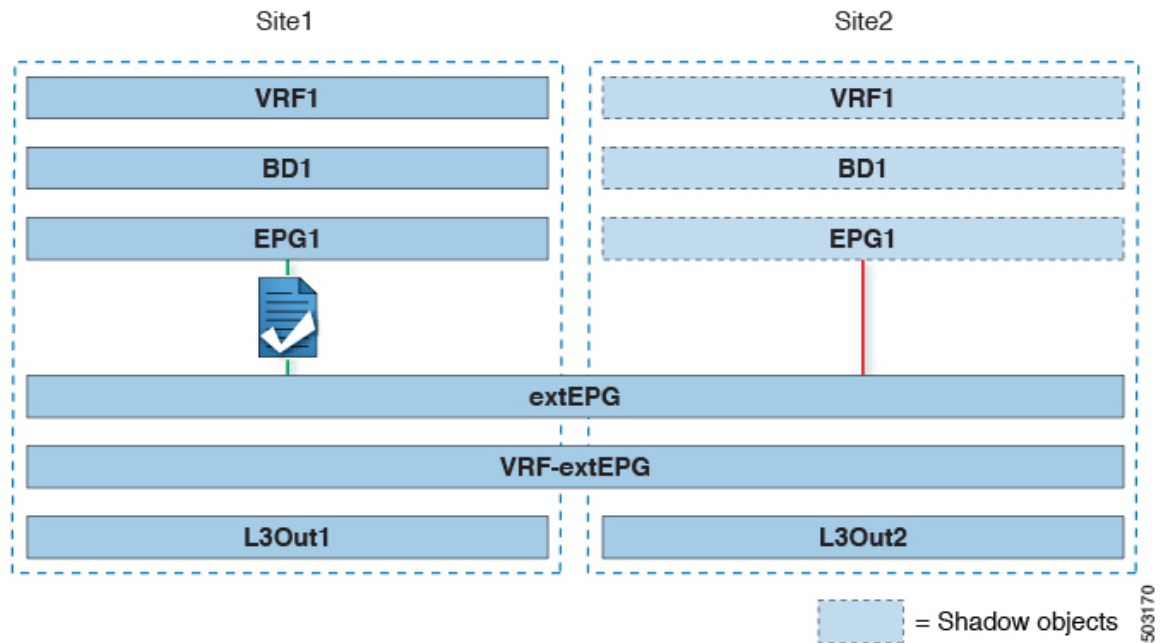 Site1
Site2
VRF1
VRF1
BD1
BD1
EPG1
EPG1
extEPG
VRF-extEPG
L3Out1
L3Out2
= Shadow objects
503170